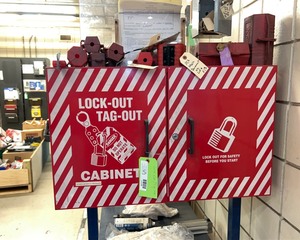 LOCK-OUT
TAG-OUT
CABINET
LOCK OUT FOR SAFETY
BEFORE YOU START